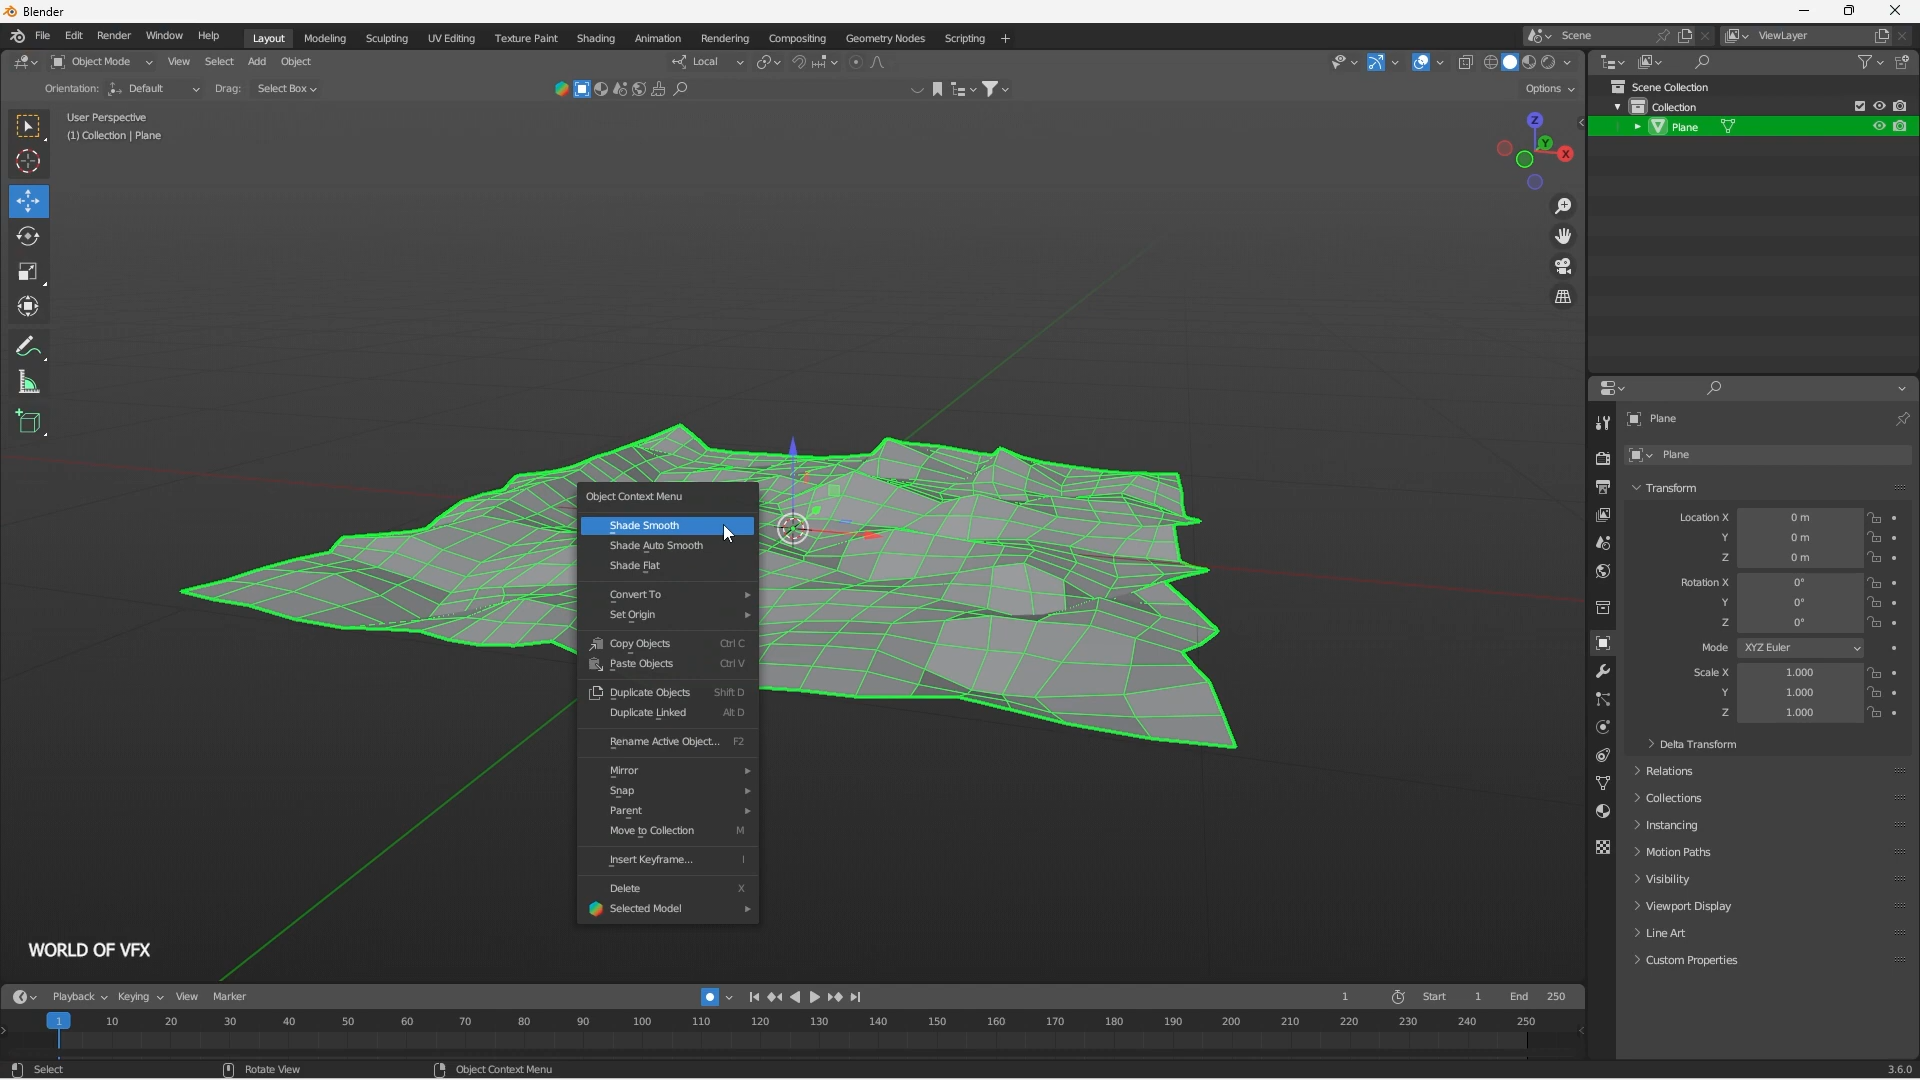 Blender
File Edit Render Window Help Layout Modeling Sculpting UV Editing Texture Paint Shading Animation Rendering Compositing Geometry Nodes Scripting + Scene ViewLayer
Object Mode View Select Add Object Local
Orientation: Default Drag: Select Box Options
User Perspective
(1) Collection | Plane
Z
Y
X
Scene Collection
Collection
Plane
Plane
Plane
Transform
Location X 0 m
Y 0 m
Z 0 m
Rotation X 0°
Y 0°
Z 0°
Mode XYZ Euler
Scale X 1.000
Y 1.000
Z 1.000
Delta Transform
Relations
Collections
Instancing
Motion Paths
Visibility
Viewport Display
Line Art
Custom Properties
Object Context Menu
Shade Smooth
Shade Auto Smooth
Shade Flat
Convert To
Set Origin
Copy Objects Ctrl C
Paste Objects Ctrl V
Duplicate Objects Shift D
Duplicate Linked Alt D
Rename Active Object... F2
Mirror
Snap
Parent
Move to Collection M
Insert Keyframe... I
Delete X
Selected Model
WORLD OF VFX
Playback Keying View Marker 1 Start 1 End 250
1 10 20 30 40 50 60 70 80 90 100 110 120 130 140 150 160 170 180 190 200 210 220 230 240 250
Select Rotate View Object Context Menu 3.6.0